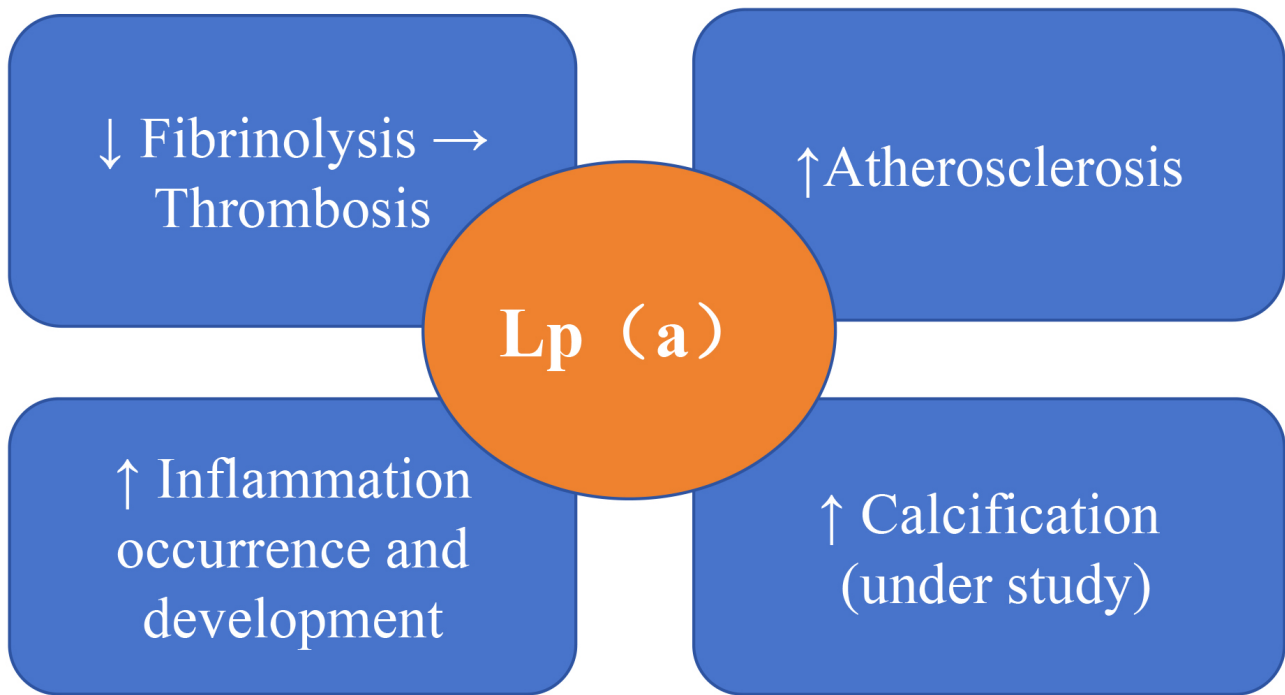 ↓ Fibrinolysis →
Thrombosis
↑Atherosclerosis
Lp（a）
↑ Inflammation
occurrence and
development
↑ Calcification
(under study)